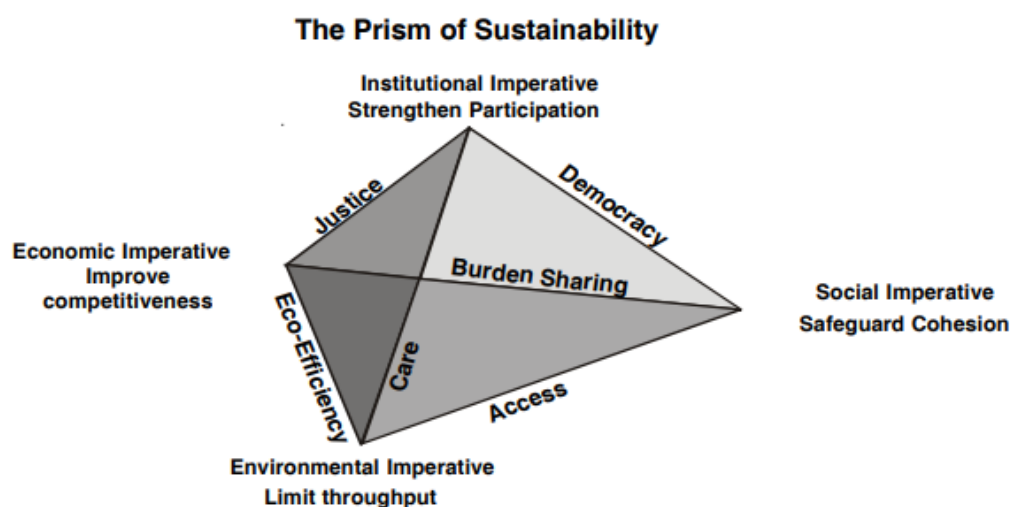 The Prism of Sustainability
Institutional Imperative
Strengthen Participation
Justice
Democracy
Economic Imperative
Improve
competitiveness
Burden Sharing
Social Imperative
Safeguard Cohesion
Eco-Efficiency
Care
Access
Environmental Imperative
Limit throughput